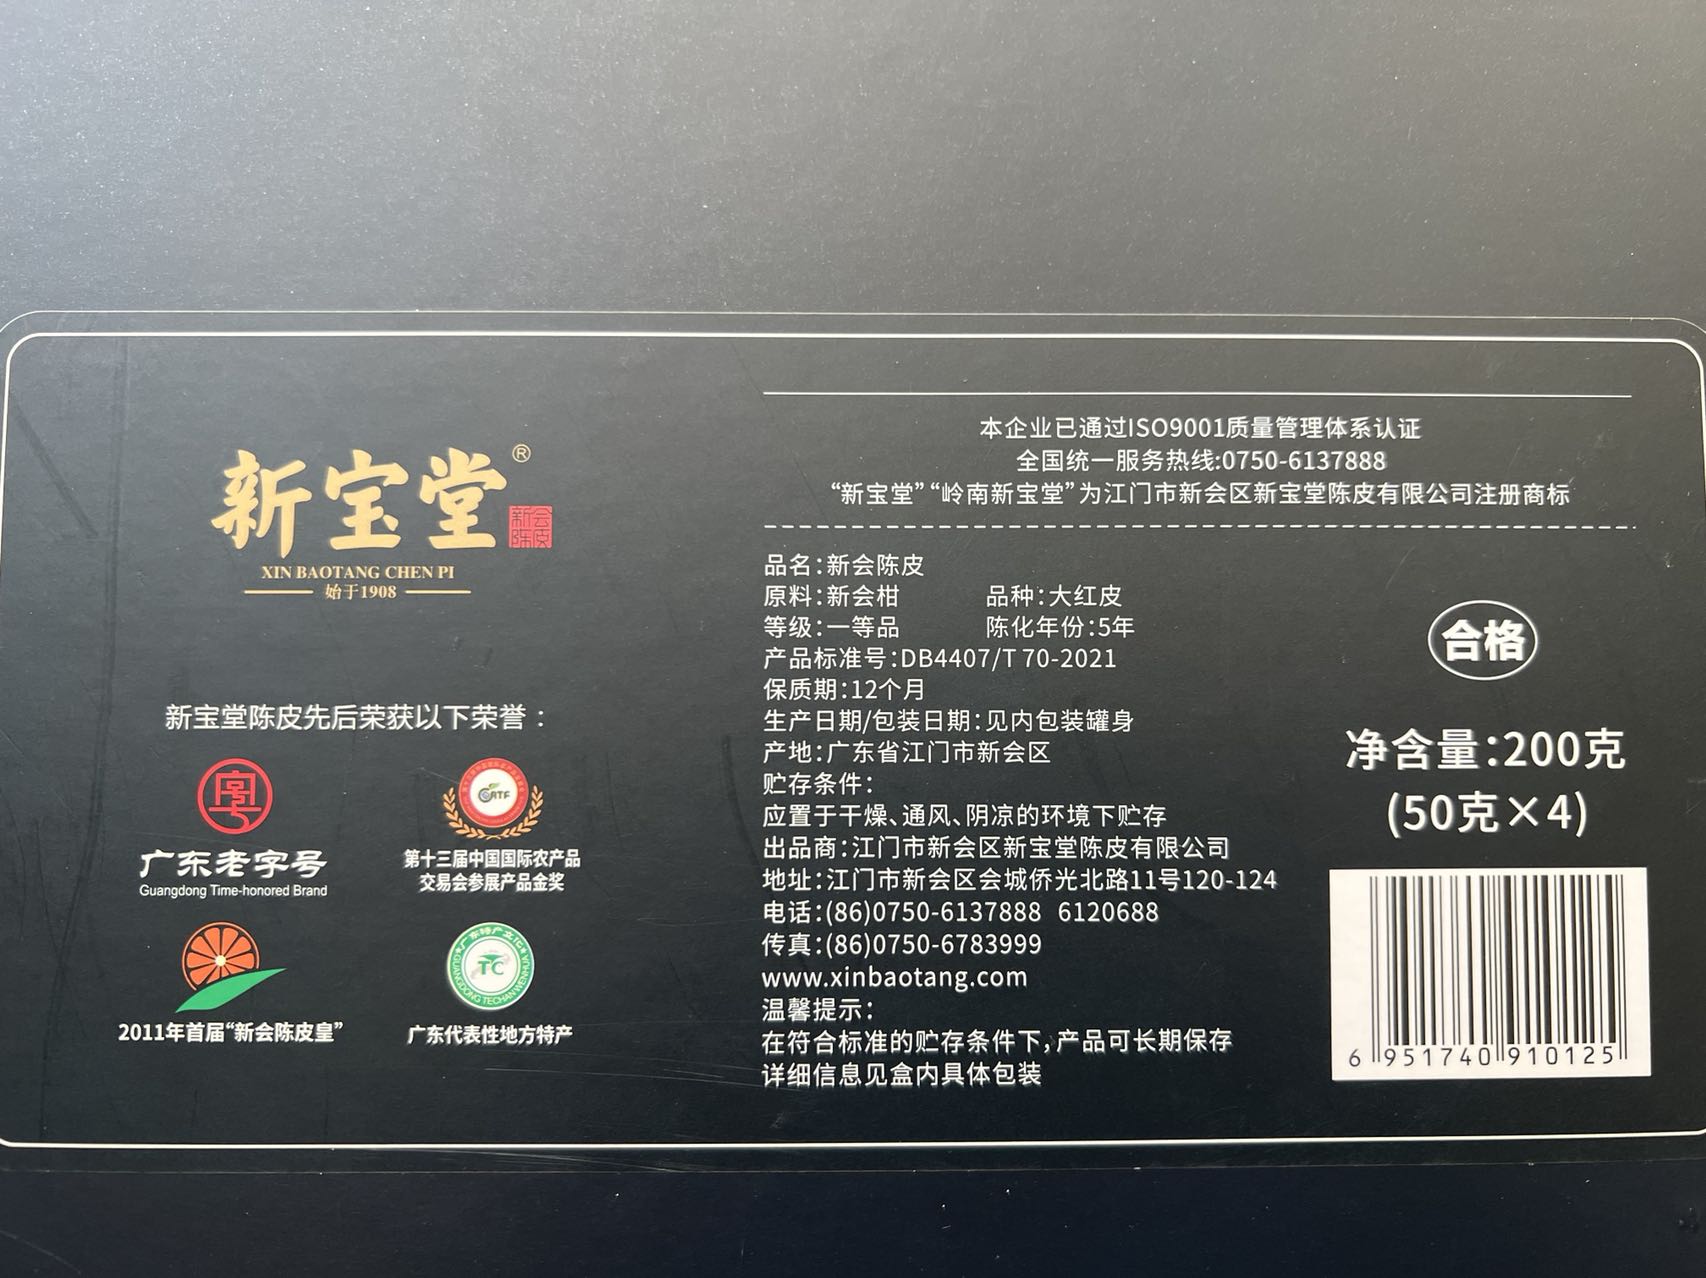 新宝堂®
新会陈皮
XIN BAOTANG CHEN PI
始于1908
新宝堂陈皮先后荣获以下荣誉：
广东老字号
Guangdong Time-honored Brand
CATF
第十三届中国国际农产品
交易会参展产品金奖
2011年首届“新会陈皮皇”
广东特产文化
TC
GUANGDONG TECHAN WENHUA
广东代表性地方特产
本企业已通过ISO9001质量管理体系认证
全国统一服务热线:0750-6137888
“新宝堂”“岭南新宝堂”为江门市新会区新宝堂陈皮有限公司注册商标
品名:新会陈皮
原料:新会柑 品种:大红皮
等级:一等品 陈化年份:5年
产品标准号:DB4407/T 70-2021
保质期:12个月
生产日期/包装日期:见内包装罐身
产地:广东省江门市新会区
贮存条件:
应置于干燥、通风、阴凉的环境下贮存
出品商:江门市新会区新宝堂陈皮有限公司
地址:江门市新会区会城侨光北路11号120-124
电话:(86)0750-6137888 6120688
传真:(86)0750-6783999
www.xinbaotang.com
温馨提示:
在符合标准的贮存条件下,产品可长期保存
详细信息见盒内具体包装
合格
净含量:200克
(50克×4)
6 951740 910125